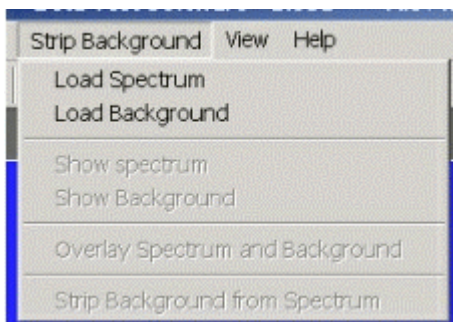 Strip Background View Help
Load Spectrum
Load Background
Show spectrum
Show Background
Overlay Spectrum and Background
Strip Background from Spectrum